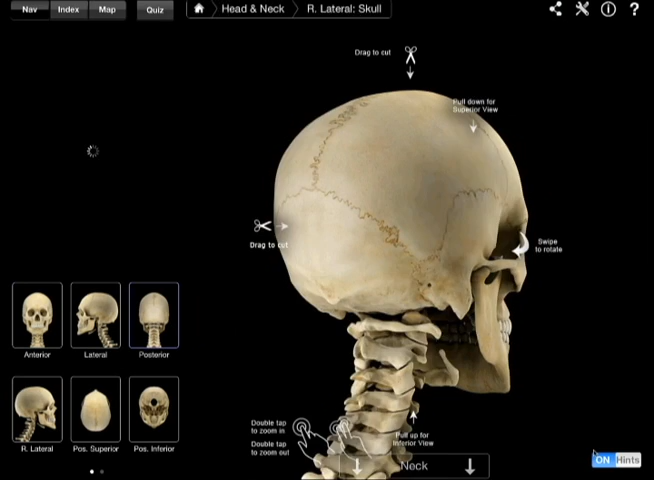 Nav Index Map Quiz Head & Neck R. Lateral: Skull ?
Drag to cut
Pull down for
Superior View
Drag to cut
Swipe
to rotate
Anterior Lateral Posterior
R. Lateral Pos. Superior Pos. Inferior
Double tap
to zoom in
Double tap
to zoom out
Pull up for
Inferior View
Neck
ON Hints